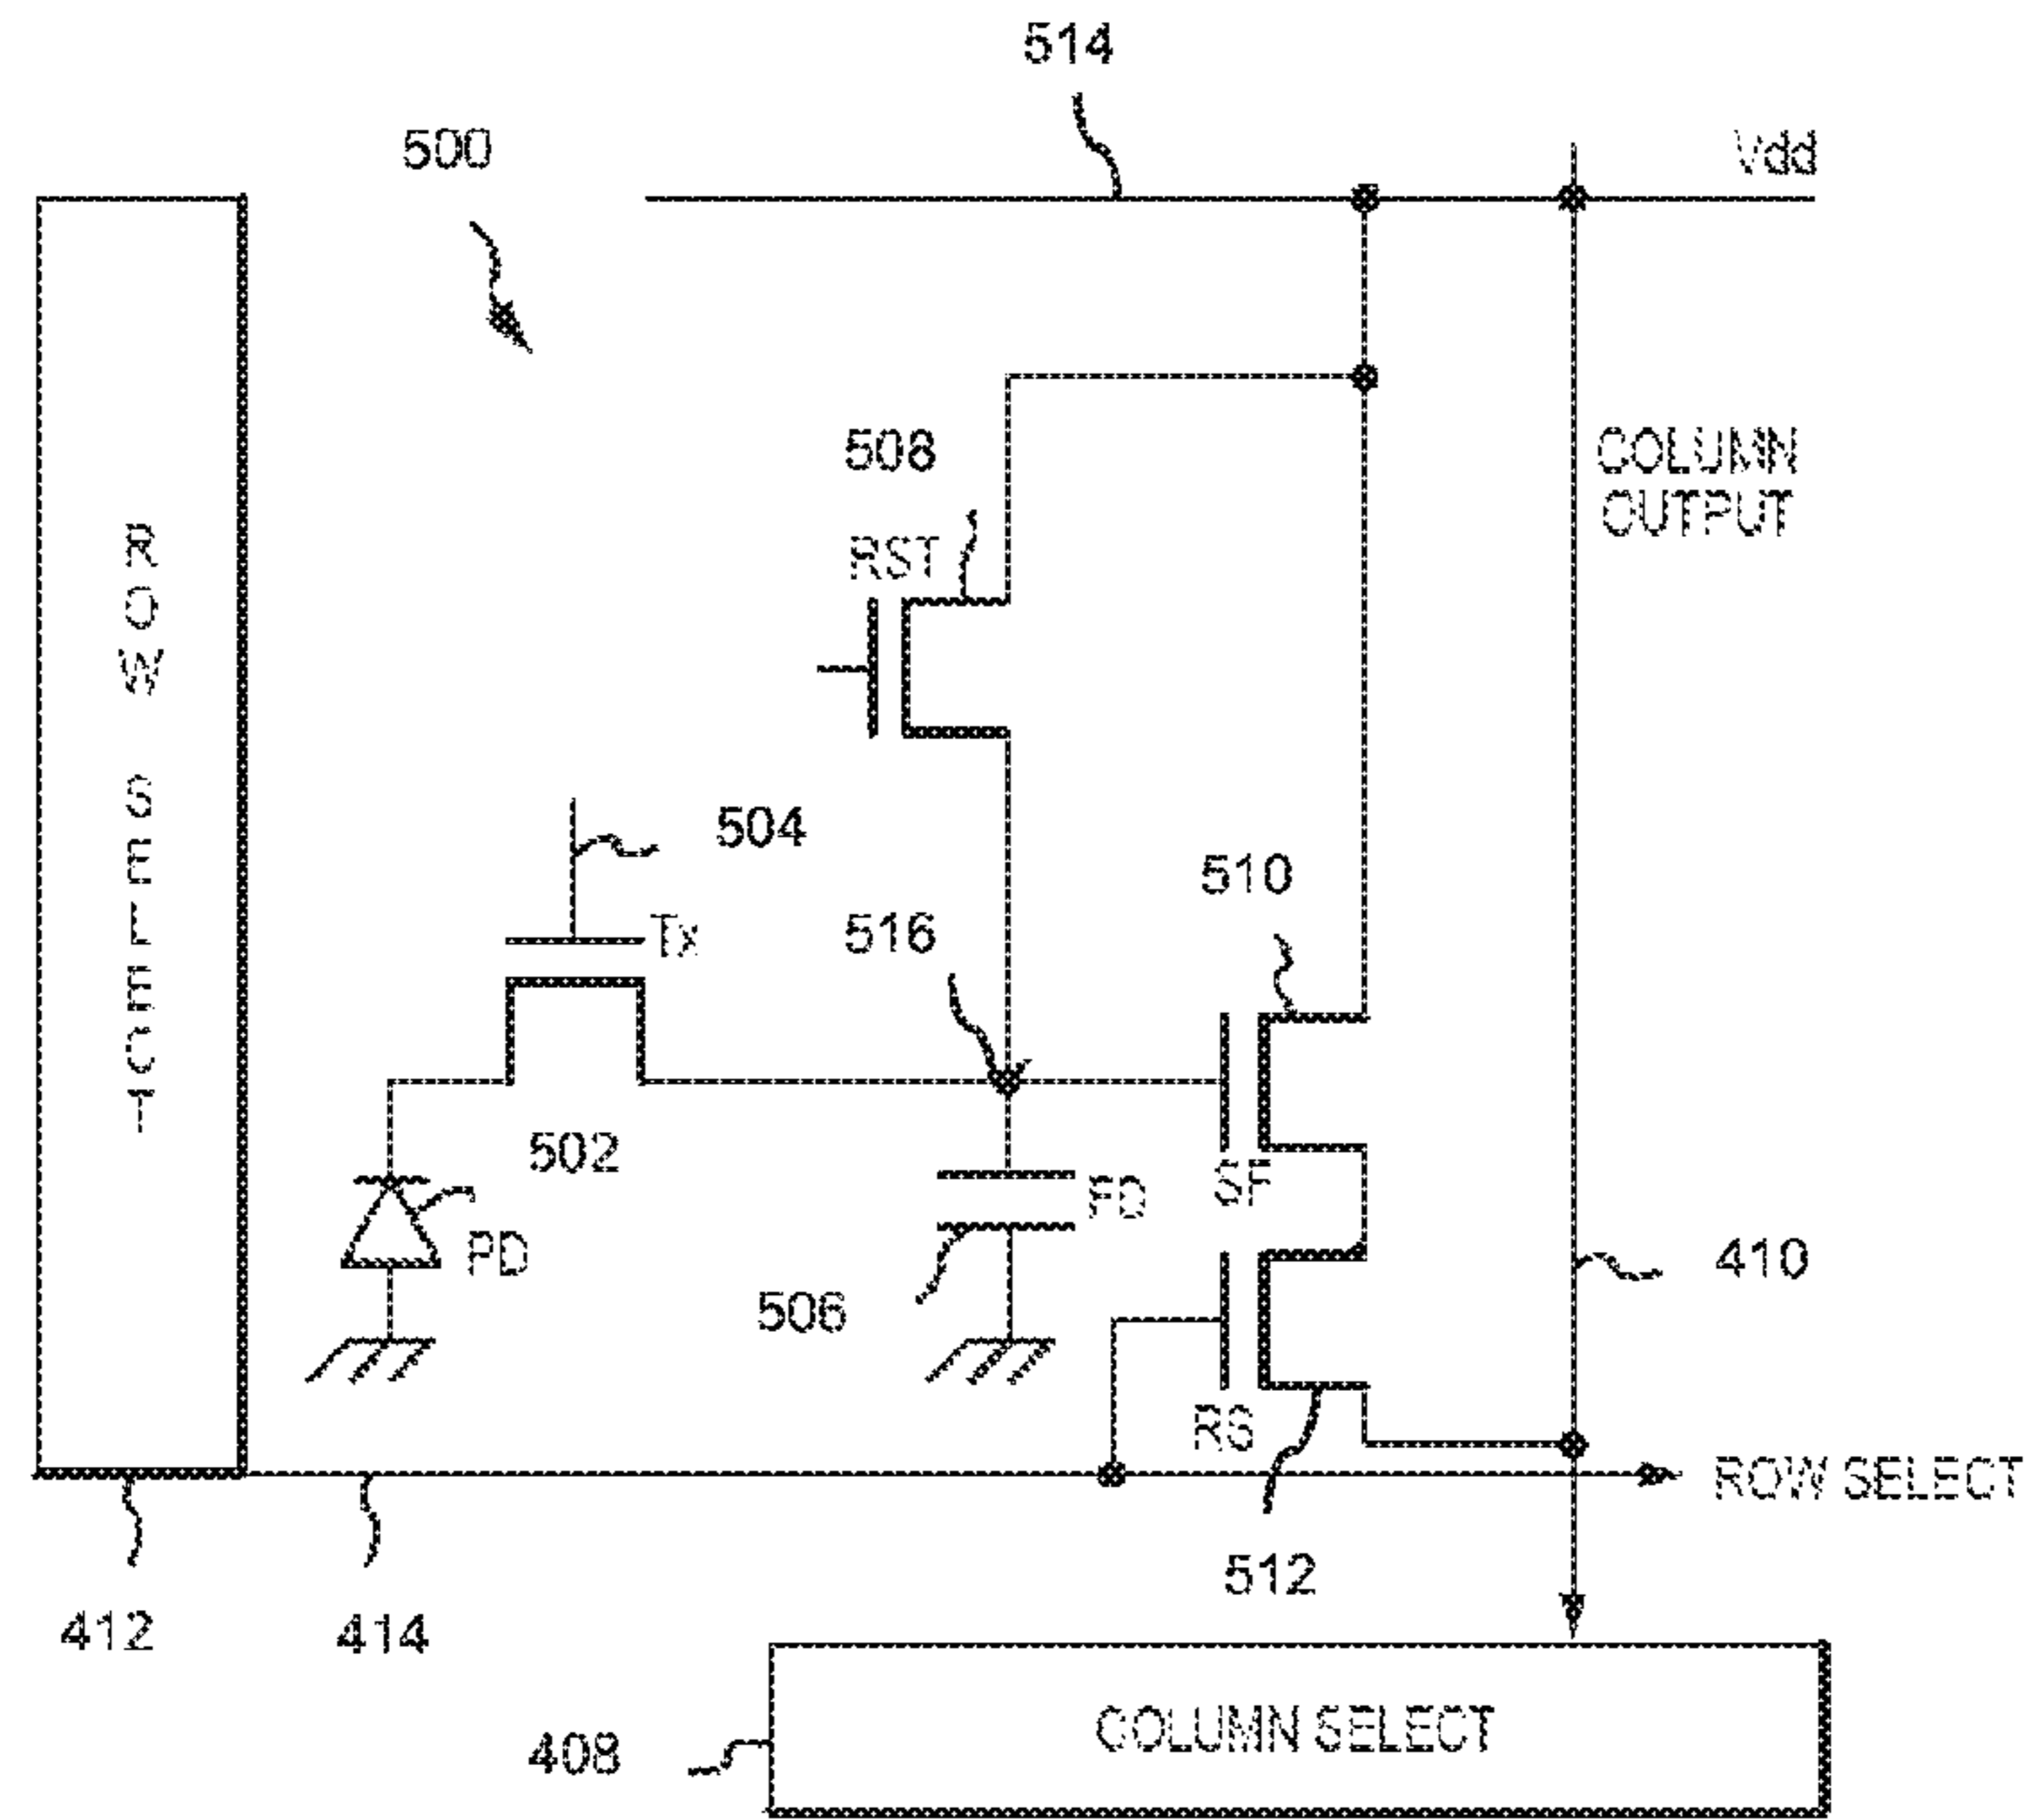 514
500
Vdd
COLUMN
OUTPUT
508
RST
ROW SELECT
504
Tx
510
516
502
FD
SF
PD
506
410
RS
ROW SELECT
512
412
414
COLUMN SELECT
408